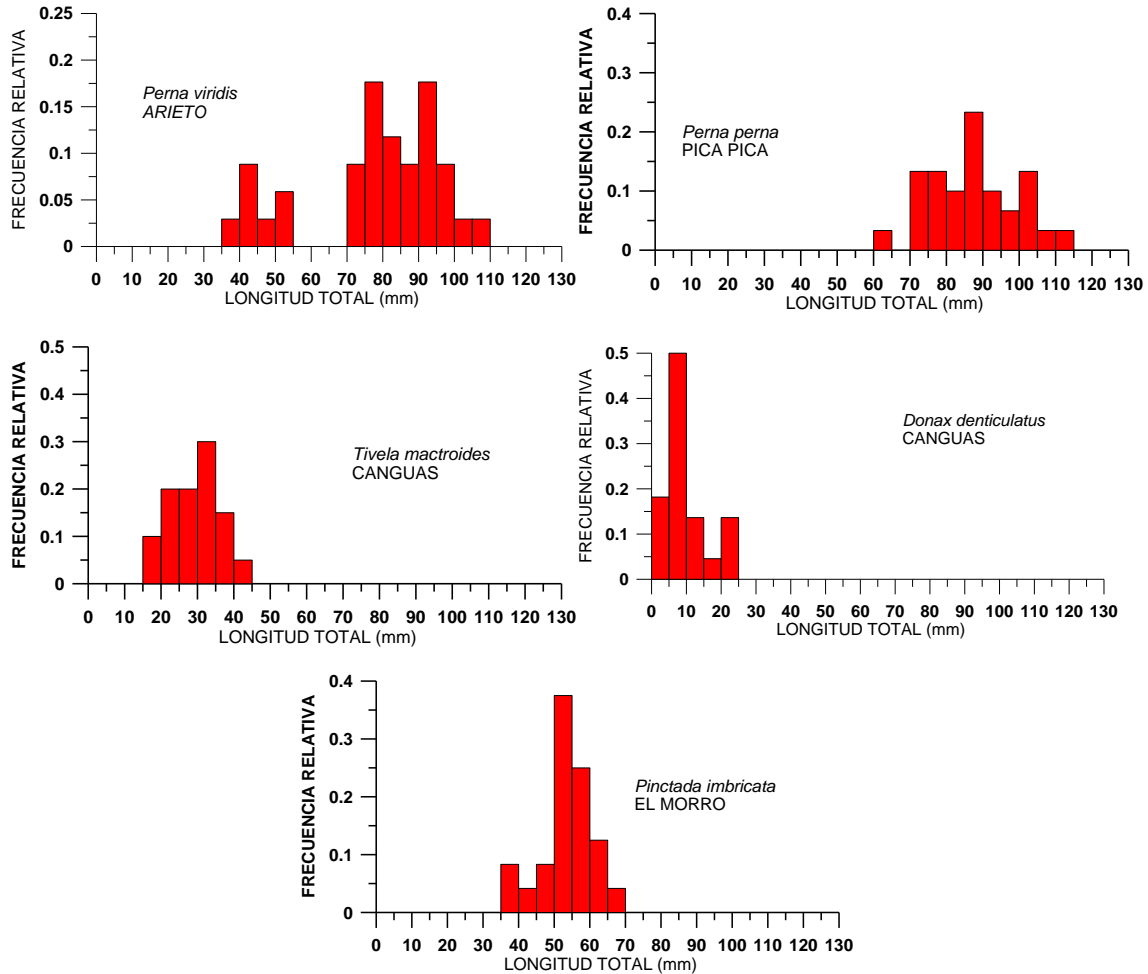 0.25
0.2
0.15
0.1
0.05
0
FRECUENCIA RELATIVA
Perna viridis
ARIETO
0 10 20 30 40 50 60 70 80 90 100 110 120 130
LONGITUD TOTAL (mm)
0.4
0.3
0.2
0.1
0
FRECUENCIA RELATIVA
Perna perna
PICA PICA
0 10 20 30 40 50 60 70 80 90 100 110 120 130
LONGITUD TOTAL (mm)
0.5
0.4
0.3
0.2
0.1
0
FRECUENCIA RELATIVA
Tivela mactroides
CANGUAS
0 10 20 30 40 50 60 70 80 90 100 110 120 130
LONGITUD TOTAL (mm)
0.5
0.4
0.3
0.2
0.1
0
FRECUENCIA RELATIVA
Donax denticulatus
CANGUAS
0 10 20 30 40 50 60 70 80 90 100 110 120 130
LONGITUD TOTAL (mm)
0.4
0.3
0.2
0.1
0
FRECUENCIA RELATIVA
Pinctada imbricata
EL MORRO
0 10 20 30 40 50 60 70 80 90 100 110 120 130
LONGITUD TOTAL (mm)